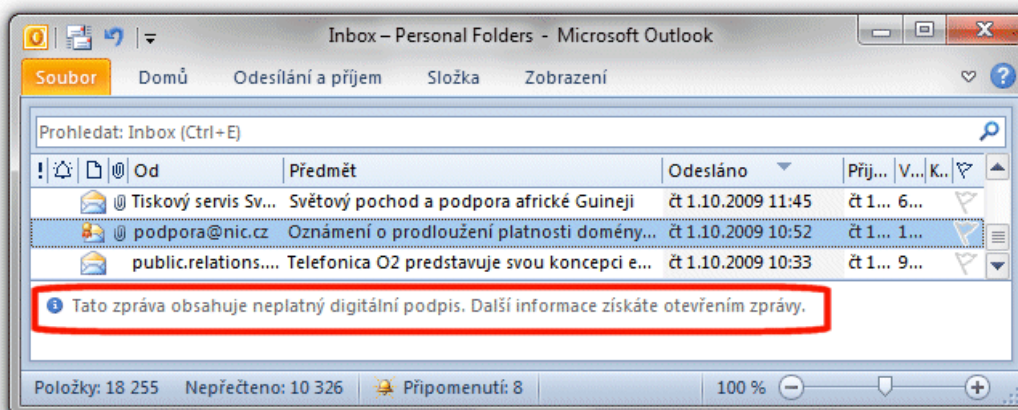 Inbox – Personal Folders - Microsoft Outlook
Soubor Domů Odesílání a příjem Složka Zobrazení
Prohledat: Inbox (Ctrl+E)
! Od Předmět Odesláno Přij... V... K...
Tiskový servis Sv... Světový pochod a podpora africké Guineji čt 1.10.2009 11:45 čt 1... 6...
podpora@nic.cz Oznámení o prodloužení platnosti domény... čt 1.10.2009 10:52 čt 1... 1...
public.relations.... Telefonica O2 představuje svou koncepci e... čt 1.10.2009 10:33 čt 1... 9...
Tato zpráva obsahuje neplatný digitální podpis. Další informace získáte otevřením zprávy.
Položky: 18 255 Nepřečteno: 10 326 Připomenutí: 8 100 %